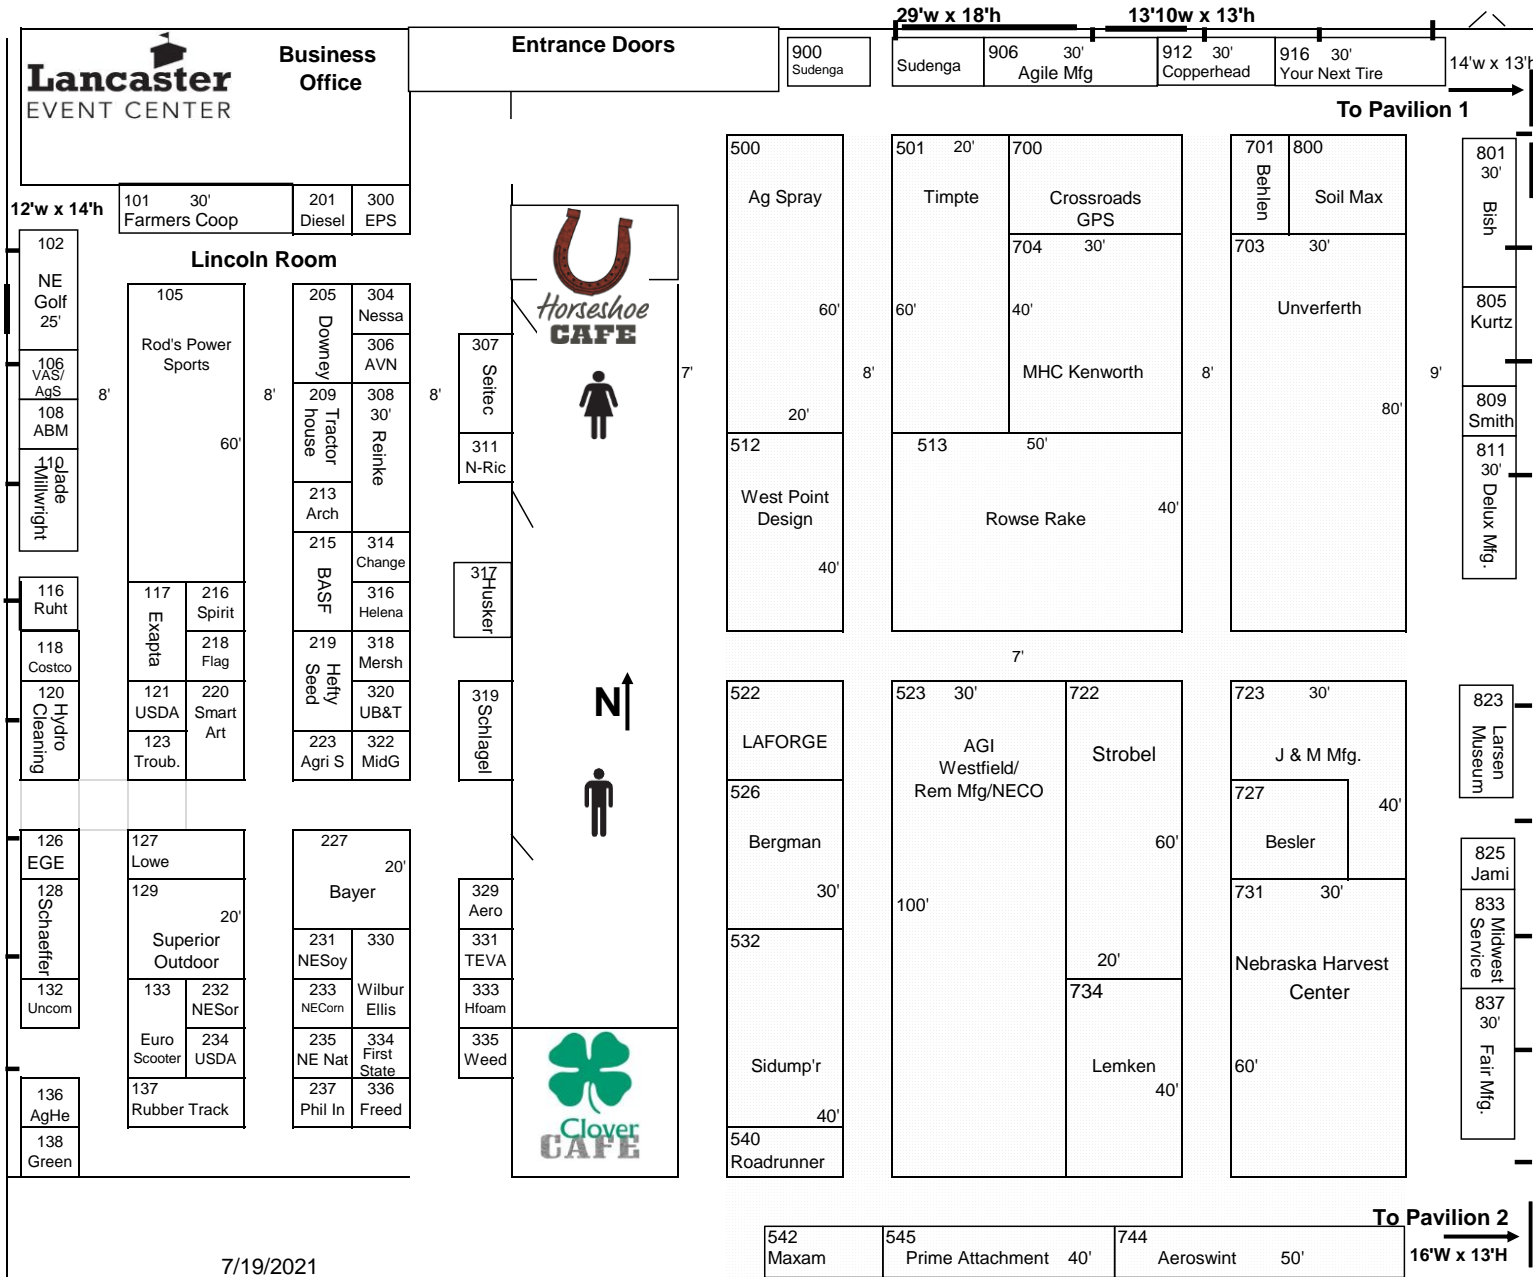 29'w x 18'h
13'10w x 13'h
Lancaster
EVENT CENTER
Business
Office
Entrance Doors
900
Sudenga
Sudenga
906 30'
Agile Mfg
912 30'
Copperhead
916 30'
Your Next Tire
14'w x 13'h
To Pavilion 1
12'w x 14'h
101 30'
Farmers Coop
201
Diesel
300
EPS
Lincoln Room
102
NE
Golf
25'
106
VAS/
AgS
108
ABM
110
Jade
Millwright
116
Ruht
118
Costco
120
Hydro
Cleaning
126
EGE
128
Schaeffer
132
Uncom
136
AgHe
138
Green
8'
105
Rod's Power
Sports
60'
117
Exapta
216
Spirit
218
Flag
121
USDA
220
Smart
Art
123
Troub.
127
Lowe
129
20'
Superior
Outdoor
133
Euro
Scooter
232
NESor
234
USDA
137
Rubber Track
8'
205
Downey
304
Nessa
306
AVN
209
Tractor
house
308
30'
Reinke
213
Arch
215
BASF
314
Change
316
Helena
219
Hefty
Seed
318
Mersh
320
UB&T
223
Agri S
322
MidG
227
20'
Bayer
231
NESoy
330
Wilbur
Ellis
233
NECorn
235
NE Nat
334
First
State
237
Phil In
336
Freed
8'
307
Seitec
311
N-Ric
317
Husker
319
Schlagel
329
Aero
331
TEVA
333
Hfoam
335
Weed
Horseshoe
CAFE
N
Clover
CAFE
7'
500
Ag Spray
60'
20'
512
West Point
Design
40'
522
LAFORGE
526
Bergman
30'
532
Sidump'r
40'
540
Roadrunner
8'
501 20'
Timpte
60'
700
Crossroads
GPS
704 30'
40'
MHC Kenworth
513 50'
Rowse Rake
40'
7'
523 30'
AGI
Westfield/
Rem Mfg/NECO
100'
722
Strobel
60'
20'
734
Lemken
40'
8'
701
Behlen
800
Soil Max
703 30'
Unverferth
80'
723 30'
J & M Mfg.
40'
727
Besler
731 30'
Nebraska Harvest
Center
60'
9'
801
30'
Bish
805
Kurtz
809
Smith
811
30'
Delux Mfg.
823
Larsen
Museum
825
Jami
833
Midwest
Service
837
30'
Fair Mfg.
To Pavilion 2
16'W x 13'H
542
Maxam
545
Prime Attachment 40'
744
Aeroswint 50'
7/19/2021